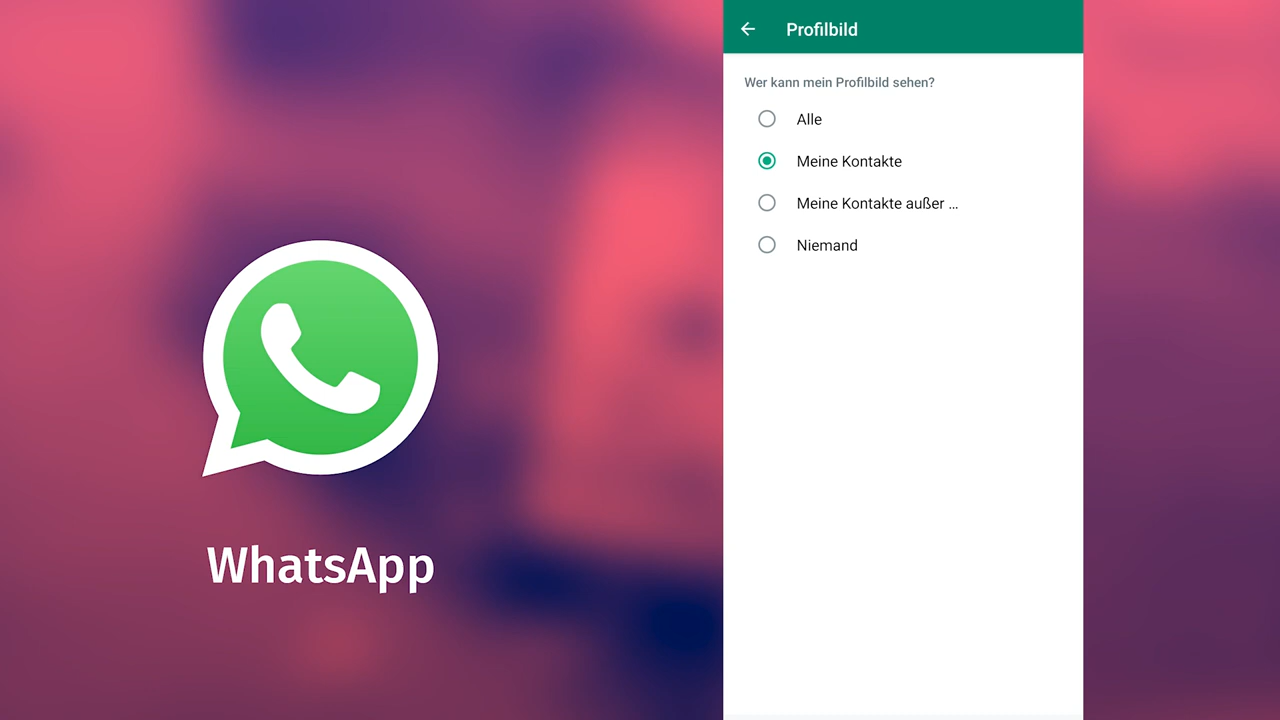 WhatsApp
Profilbild
Wer kann mein Profilbild sehen?
Alle
Meine Kontakte
Meine Kontakte außer ...
Niemand